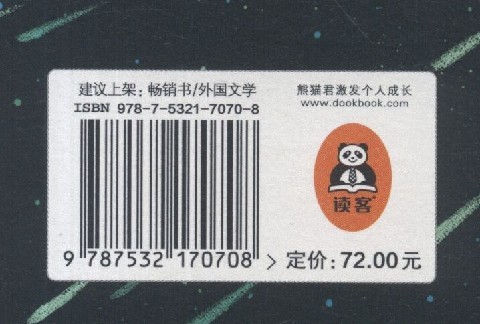 建议上架：畅销书/外国文学
ISBN 978-7-5321-7070-8
9 787532 170708 >
熊猫君激发个人成长
www.dookbook.com
读客®
定价：72.00元